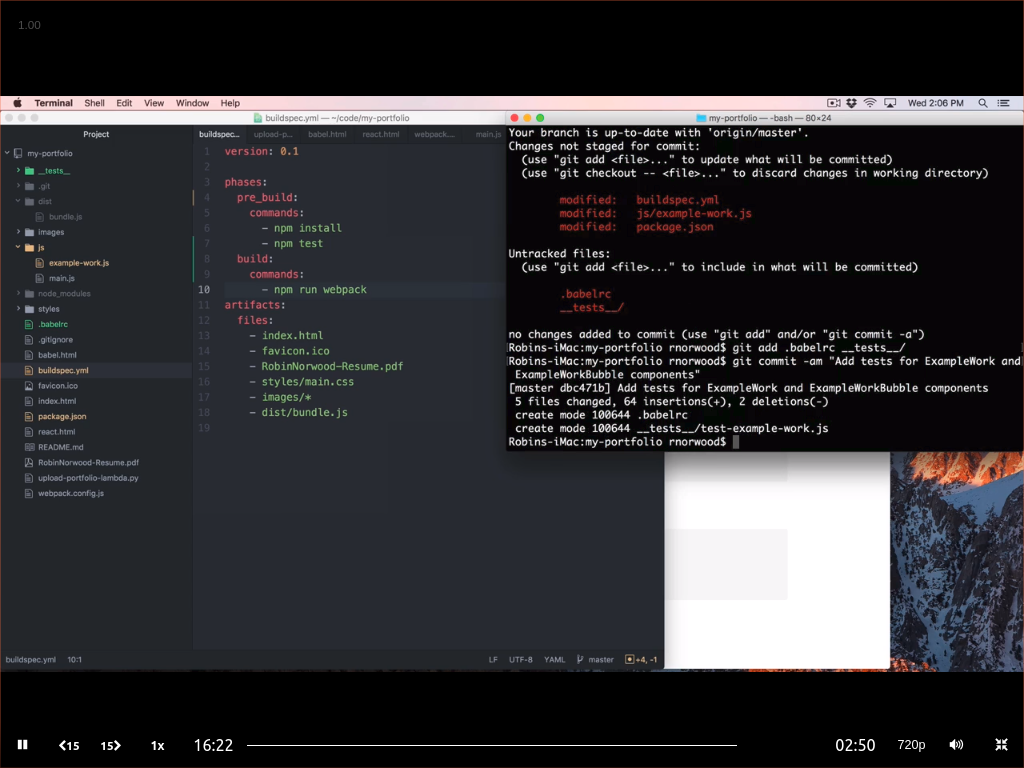 1.00
Terminal Shell Edit View Window Help
Wed 2:06 PM
buildspec.yml — ~/code/my-portfolio
my-portfolio — -bash — 80×24
Project
buildspec... upload-p... babel.html react.html webpack.... main.js
my-portfolio
__tests__
.git
dist
bundle.js
images
js
example-work.js
main.js
node_modules
styles
.babelrc
.gitignore
babel.html
buildspec.yml
favicon.ico
index.html
package.json
react.html
README.md
RobinNorwood-Resume.pdf
upload-portfolio-lambda.py
webpack.config.js
1 version: 0.1
2
3 phases:
4 pre_build:
5 commands:
6 - npm install
7 - npm test
8 build:
9 commands:
10 - npm run webpack
11 artifacts:
12 files:
13 - index.html
14 - favicon.ico
15 - RobinNorwood-Resume.pdf
16 - styles/main.css
17 - images/*
18 - dist/bundle.js
19
Your branch is up-to-date with 'origin/master'.
Changes not staged for commit:
(use "git add <file>..." to update what will be committed)
(use "git checkout -- <file>..." to discard changes in working directory)
modified: buildspec.yml
modified: js/example-work.js
modified: package.json
Untracked files:
(use "git add <file>..." to include in what will be committed)
.babelrc
__tests__/
no changes added to commit (use "git add" and/or "git commit -a")
Robins-iMac:my-portfolio rnorwood$ git add .babelrc __tests__/
Robins-iMac:my-portfolio rnorwood$ git commit -am "Add tests for ExampleWork and
ExampleWorkBubble components"
[master dbc471b] Add tests for ExampleWork and ExampleWorkBubble components
5 files changed, 64 insertions(+), 2 deletions(-)
create mode 100644 .babelrc
create mode 100644 __tests__/test-example-work.js
Robins-iMac:my-portfolio rnorwood$
buildspec.yml 10:1
LF UTF-8 YAML master +4, -1
15 15 1x 16:22 02:50 720p